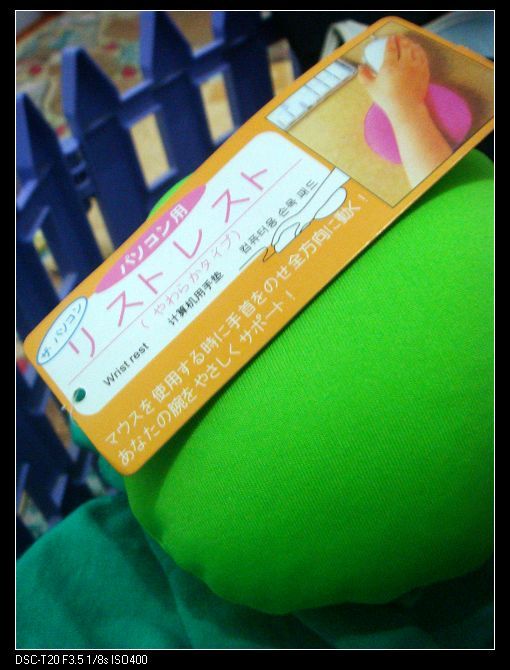 ザ・パソコン
パソコン用
リストレスト
(やわらかタイプ)
Wrist rest 计算机用手垫 컴퓨터용 손목 패드
マウスを使用する時に手首をのせ全方向に動く!
あなたの腕をやさしくサポート!
DSC-T20 F3.5 1/8s ISO400